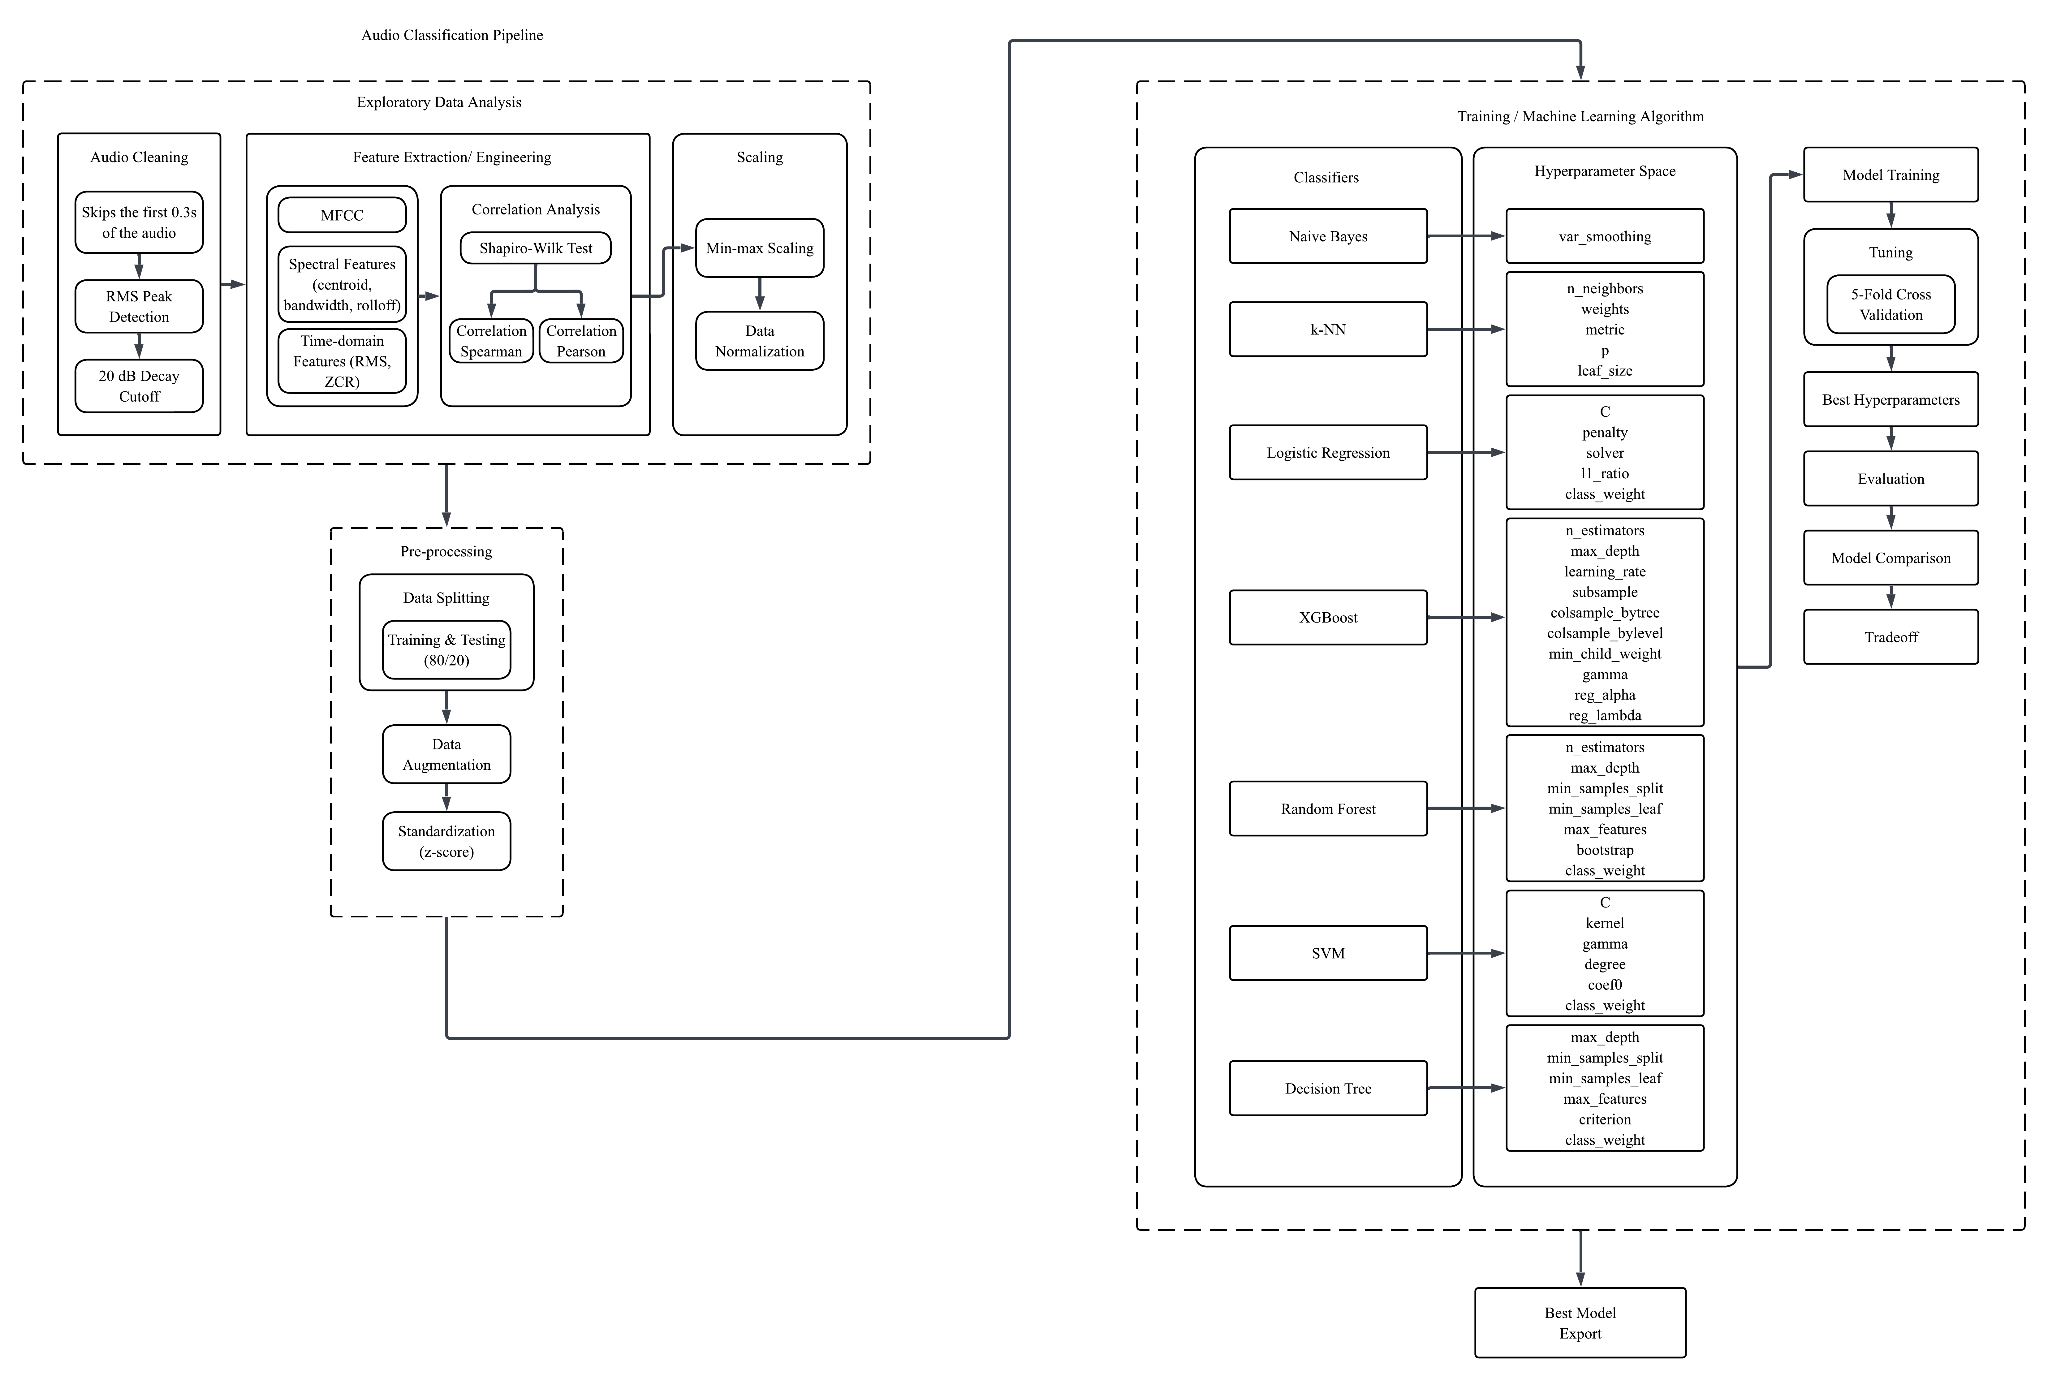 Audio Classification Pipeline
Exploratory Data Analysis
Audio Cleaning
Skips the first 0.3s
of the audio
RMS Peak
Detection
20 dB Decay
Cutoff
Feature Extraction/ Engineering
MFCC
Spectral Features
(centroid,
bandwidth, rolloff)
Time-domain
Features (RMS,
ZCR)
Correlation Analysis
Shapiro-Wilk Test
Correlation
Spearman
Correlation
Pearson
Scaling
Min-max Scaling
Data
Normalization
Pre-processing
Data Splitting
Training & Testing
(80/20)
Data
Augmentation
Standardization
(z-score)
Training / Machine Learning Algorithm
Classifiers
Naive Bayes
k-NN
Logistic Regression
XGBoost
Random Forest
SVM
Decision Tree
Hyperparameter Space
var_smoothing
n_neighbors
weights
metric
p
leaf_size
C
penalty
solver
l1_ratio
class_weight
n_estimators
max_depth
learning_rate
subsample
colsample_bytree
colsample_bylevel
min_child_weight
gamma
reg_alpha
reg_lambda
n_estimators
max_depth
min_samples_split
min_samples_leaf
max_features
bootstrap
class_weight
C
kernel
gamma
degree
coef0
class_weight
max_depth
min_samples_split
min_samples_leaf
max_features
criterion
class_weight
Model Training
Tuning
5-Fold Cross
Validation
Best Hyperparameters
Evaluation
Model Comparison
Tradeoff
Best Model
Export